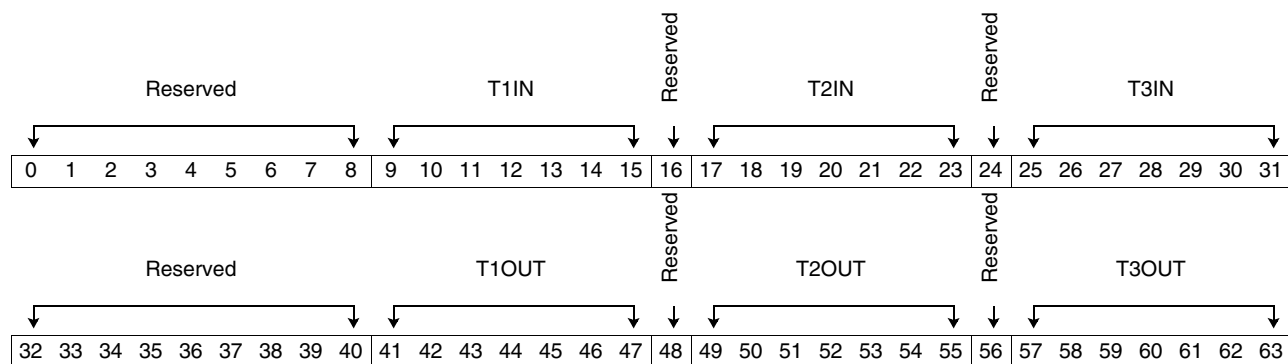 Reserved T1IN Reserved T2IN Reserved T3IN
0 1 2 3 4 5 6 7 8 9 10 11 12 13 14 15 16 17 18 19 20 21 22 23 24 25 26 27 28 29 30 31
Reserved T1OUT Reserved T2OUT Reserved T3OUT
32 33 34 35 36 37 38 39 40 41 42 43 44 45 46 47 48 49 50 51 52 53 54 55 56 57 58 59 60 61 62 63